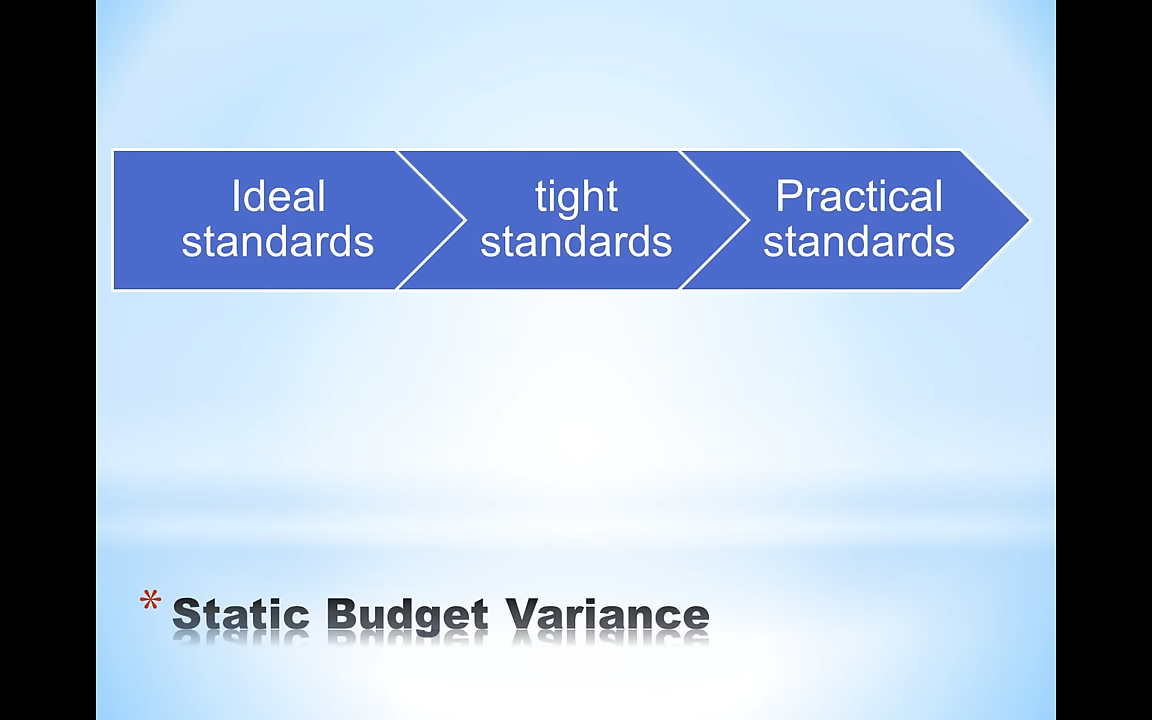 Ideal
standards
tight
standards
Practical
standards
* Static Budget Variance